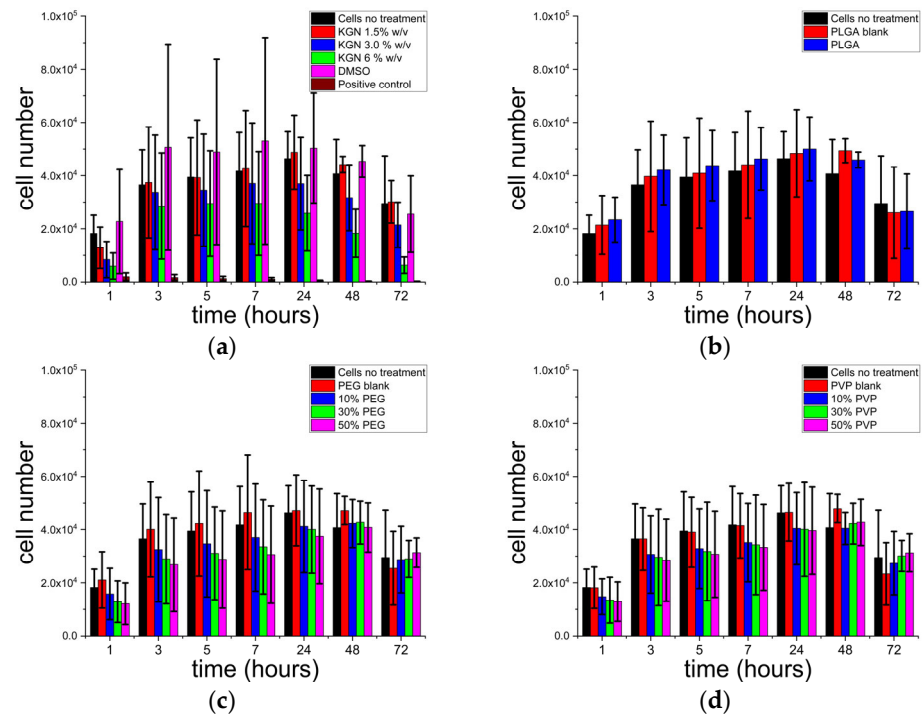 1.0x10⁵
8.0x10⁴
6.0x10⁴
4.0x10⁴
2.0x10⁴
0.0
cell number
Cells no treatment
KGN 1.5% w/v
KGN 3.0 % w/v
KGN 6 % w/v
DMSO
Positive control
1 3 5 7 24 48 72
time (hours)
(a)
1.0x10⁵
8.0x10⁴
6.0x10⁴
4.0x10⁴
2.0x10⁴
0.0
cell number
Cells no treatment
PLGA blank
PLGA
1 3 5 7 24 48 72
time (hours)
(b)
1.0x10⁵
8.0x10⁴
6.0x10⁴
4.0x10⁴
2.0x10⁴
0.0
cell number
Cells no treatment
PEG blank
10% PEG
30% PEG
50% PEG
1 3 5 7 24 48 72
time (hours)
(c)
1.0x10⁵
8.0x10⁴
6.0x10⁴
4.0x10⁴
2.0x10⁴
0.0
cell number
Cells no treatment
PVP blank
10% PVP
30% PVP
50% PVP
1 3 5 7 24 48 72
time (hours)
(d)